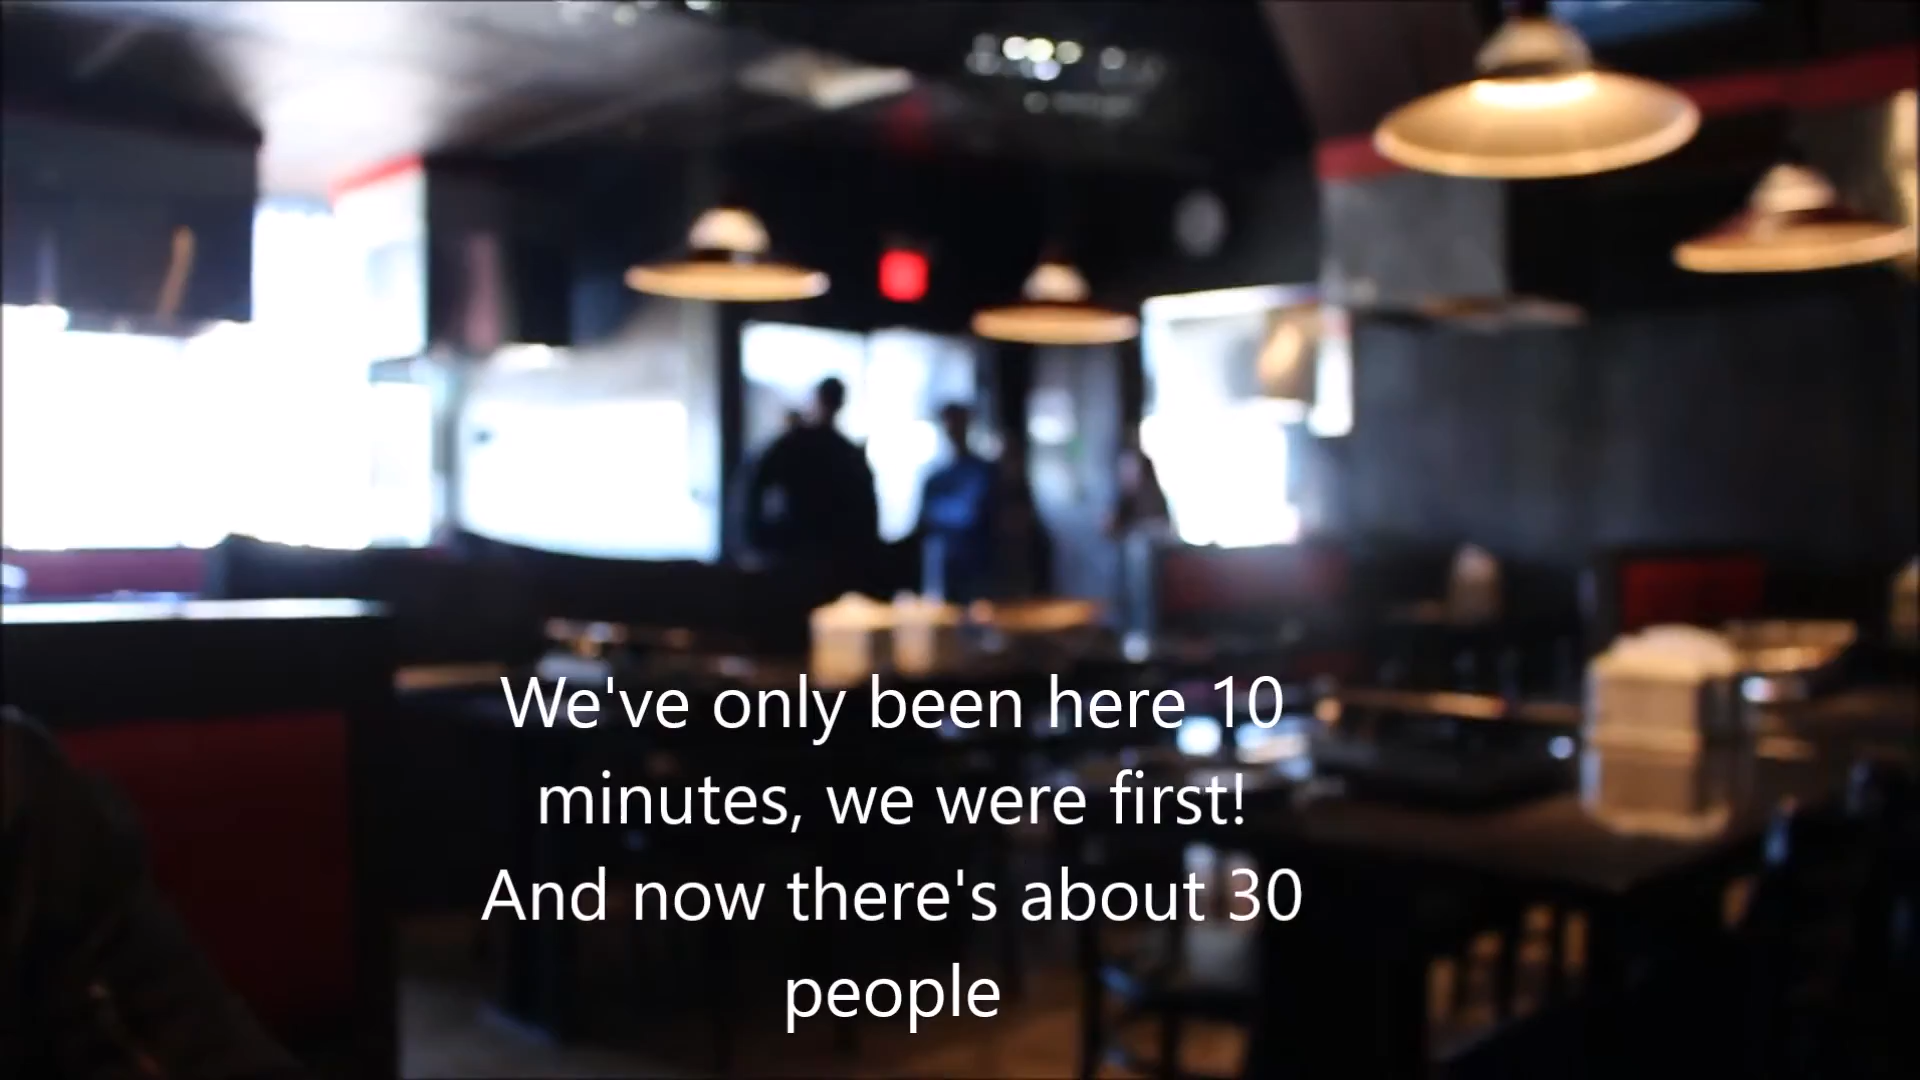 We've only been here 10
minutes, we were first!
And now there's about 30
people